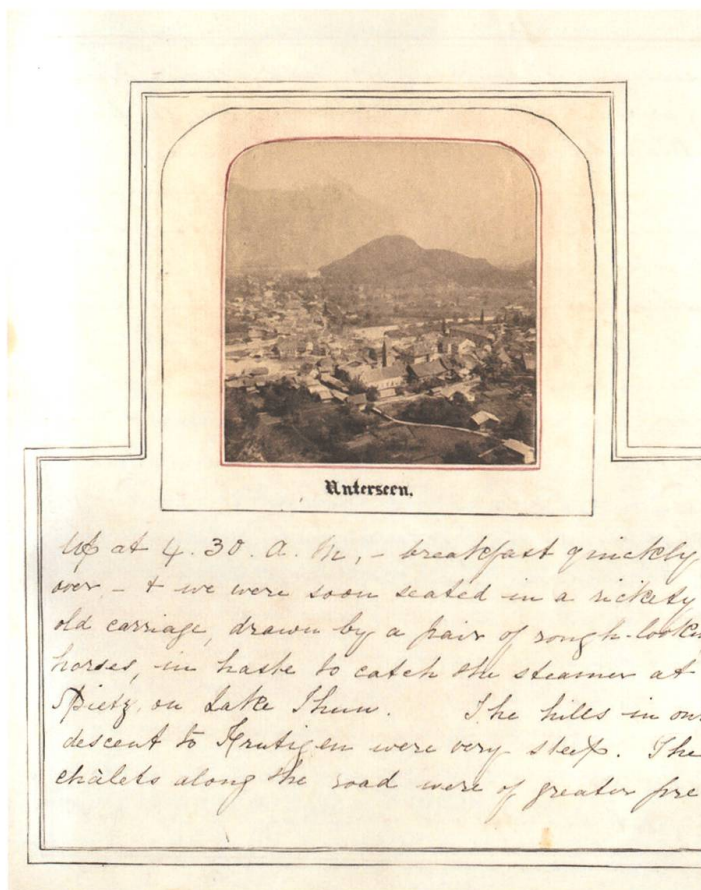 Unterseen.
Up at 4.30. a. m, - breakfast quickly
over, - & we were soon seated in a rickety
old carriage, drawn by a pair of rough-lookin
horses, in haste to catch the steamer at
Spietz, on Lake Thun. The hills in our
descent to Frutigen were very steep. The
châlets along the road were of greater pre